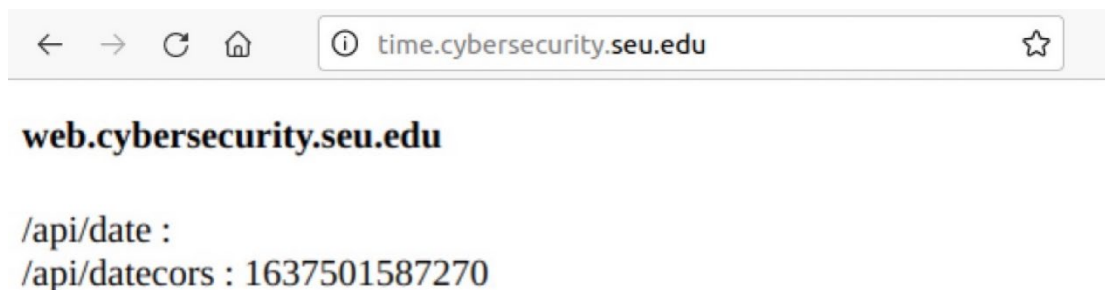 time.cybersecurity.seu.edu
web.cybersecurity.seu.edu
/api/date :
/api/datecors : 1637501587270